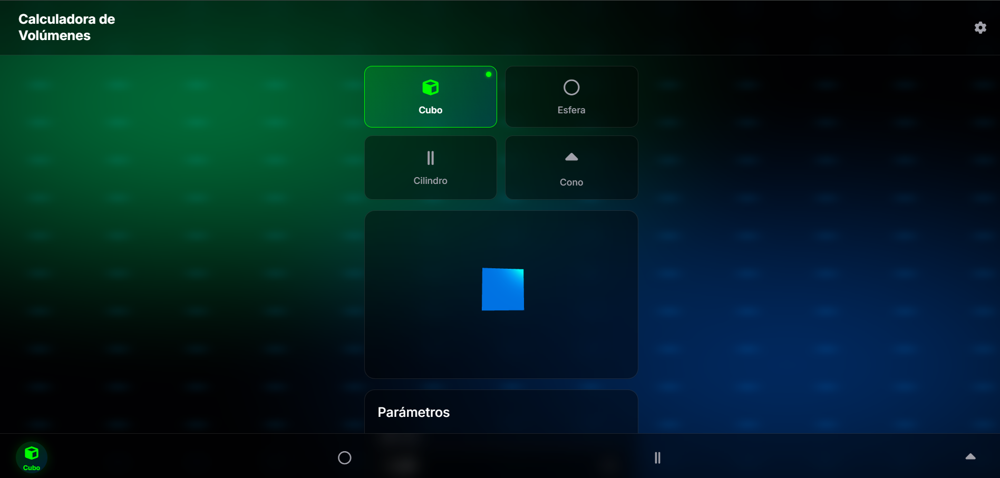 Calculadora de
Volúmenes
Cubo
Esfera
Cilindro
Cono
Parámetros
Cubo